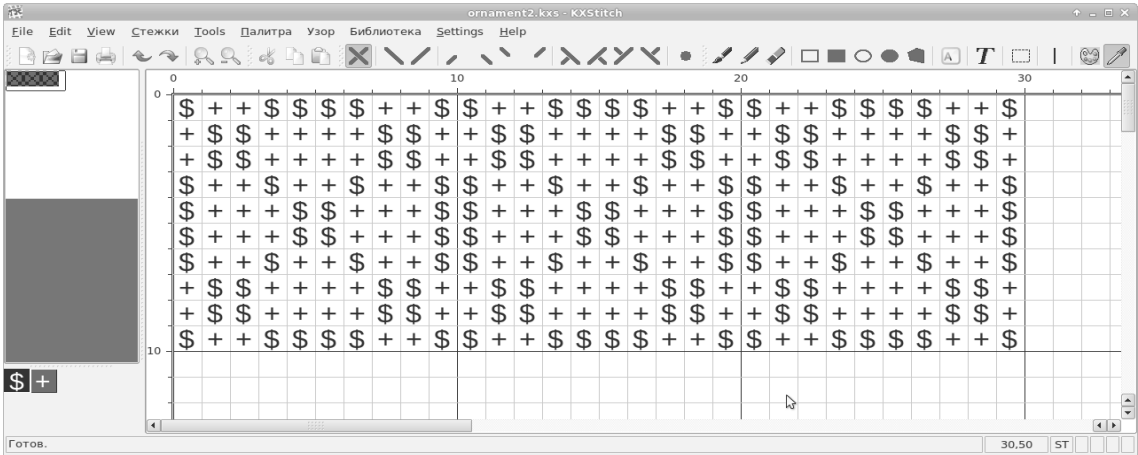 ornament2.kxs - KXStitch
File Edit View Стежки Tools Палитра Узор Библиотека Settings Help
A T
0 10 20 30
0
$ + + $ $ $ $ + + $ $ + + $ $ $ $ + + $ $ + + $ $ $ $ + + $
+ $ $ + + + + $ $ + + $ $ + + + + $ $ + + $ $ + + + + $ $ +
+ $ $ + + + + $ $ + + $ $ + + + + $ $ + + $ $ + + + + $ $ +
$ + + $ + + $ + + $ $ + + $ + + $ + + $ $ + + $ + + $ + + $
$ + + + $ $ + + + $ $ + + + $ $ + + + $ $ + + + $ $ + + + $
$ + + + $ $ + + + $ $ + + + $ $ + + + $ $ + + + $ $ + + + $
$ + + $ + + $ + + $ $ + + $ + + $ + + $ $ + + $ + + $ + + $
+ $ $ + + + + $ $ + + $ $ + + + + $ $ + + $ $ + + + + $ $ +
+ $ $ + + + + $ $ + + $ $ + + + + $ $ + + $ $ + + + + $ $ +
$ + + $ $ $ $ + + $ $ + + $ $ $ $ + + $ $ + + $ $ $ $ + + $
10
$ +
Готов. 30,50 ST